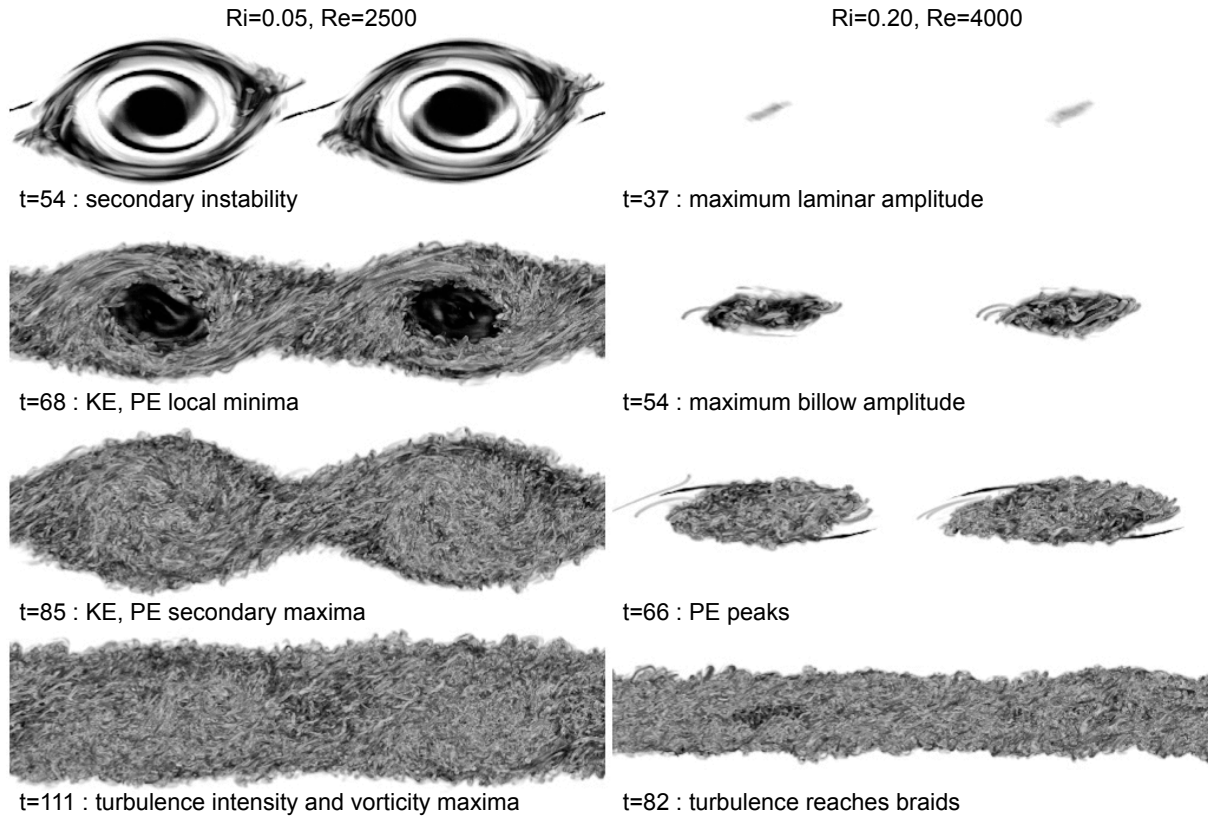 Ri=0.05, Re=2500
Ri=0.20, Re=4000
t=54 : secondary instability
t=37 : maximum laminar amplitude
t=68 : KE, PE local minima
t=54 : maximum billow amplitude
t=85 : KE, PE secondary maxima
t=66 : PE peaks
t=111 : turbulence intensity and vorticity maxima
t=82 : turbulence reaches braids